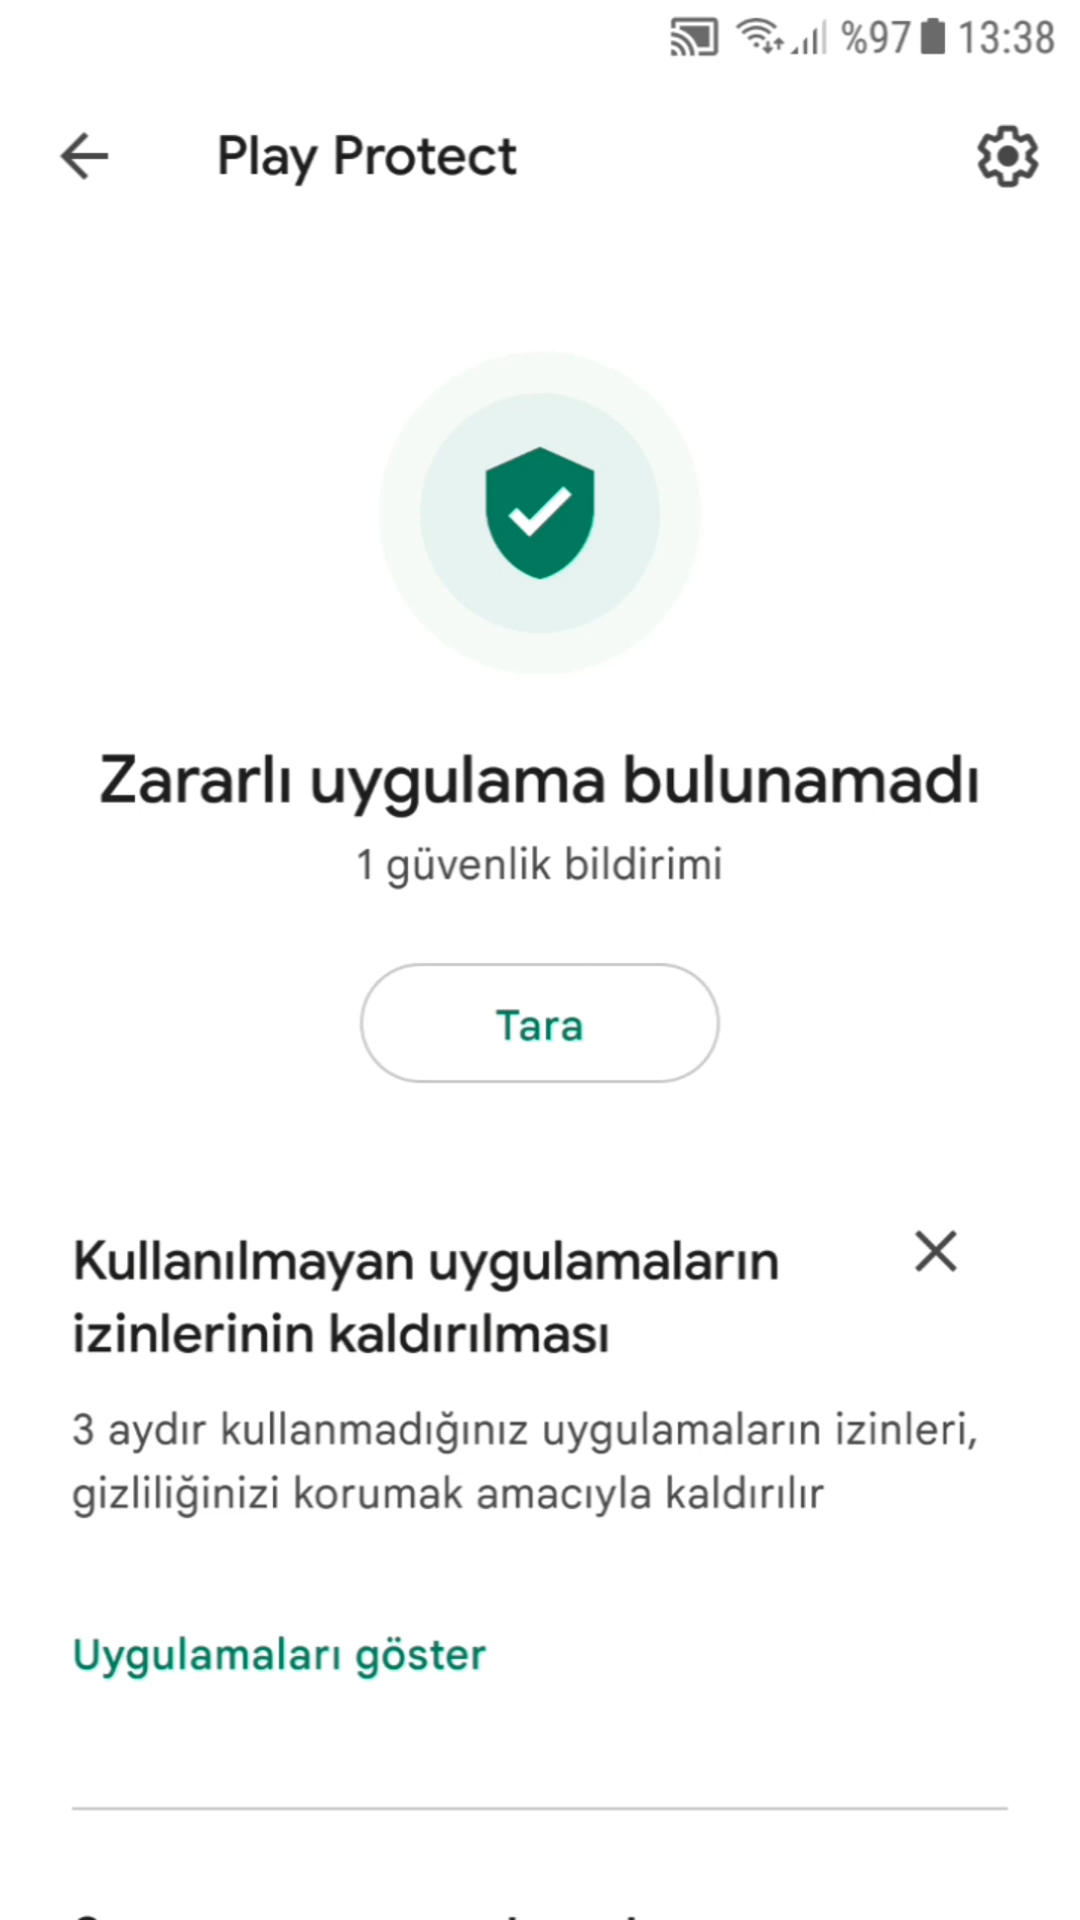 %97 13:38
Play Protect
Zararlı uygulama bulunamadı
1 güvenlik bildirimi
Tara
Kullanılmayan uygulamaların
izinlerinin kaldırılması
3 aydır kullanmadığınız uygulamaların izinleri,
gizliliğinizi korumak amacıyla kaldırılır
Uygulamaları göster